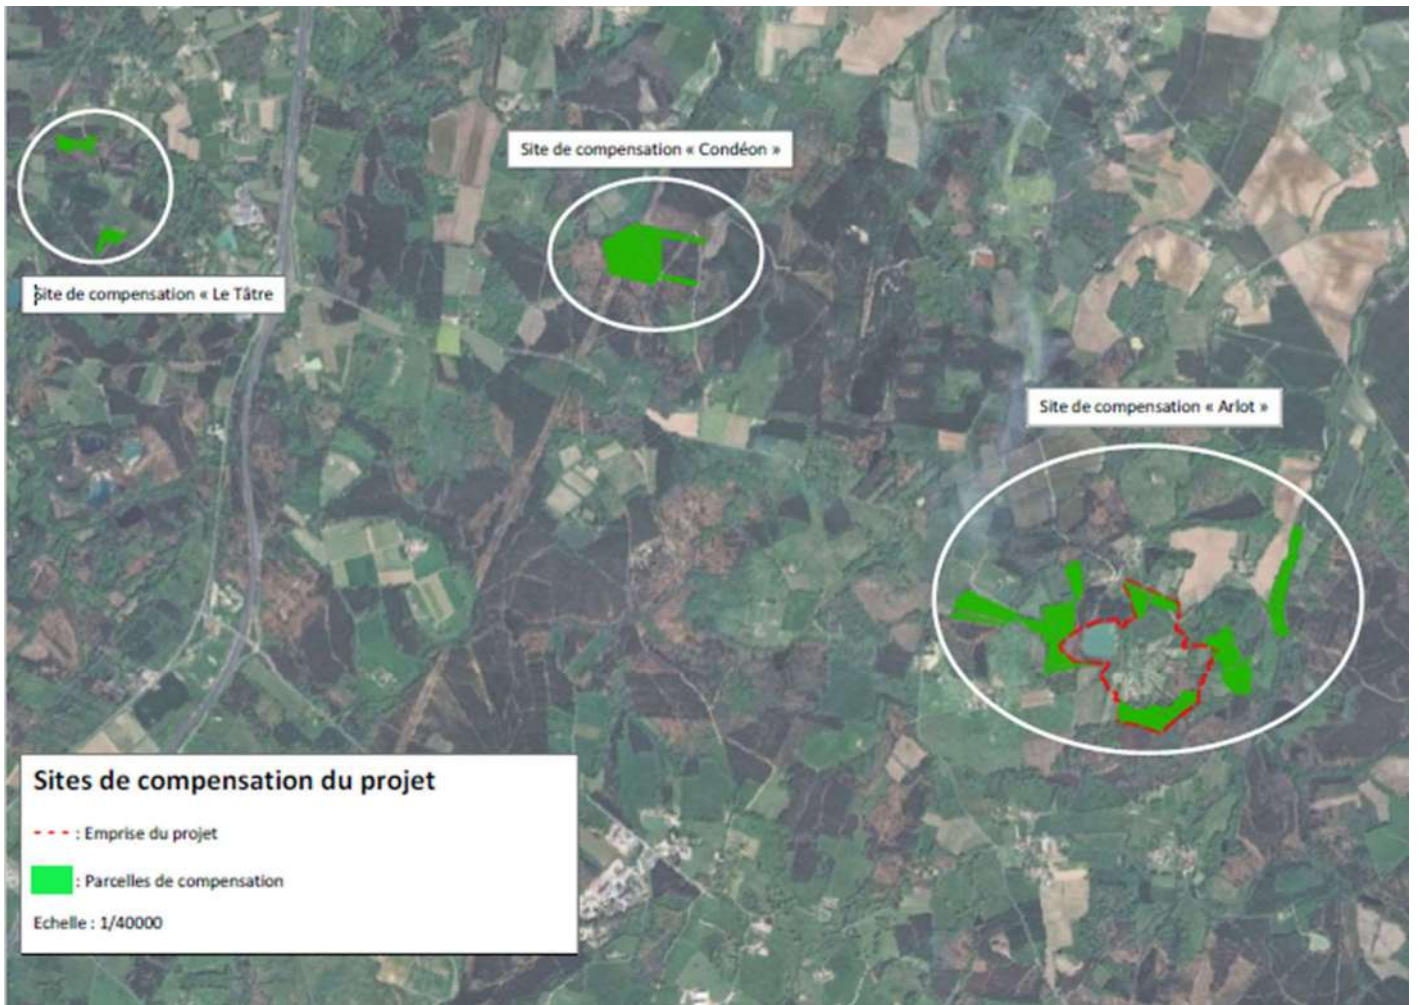 Site de compensation « Condéon »
Site de compensation « Le Tâtre
Site de compensation « Arlot »
Sites de compensation du projet
- - - : Emprise du projet
: Parcelles de compensation
Echelle : 1/40000